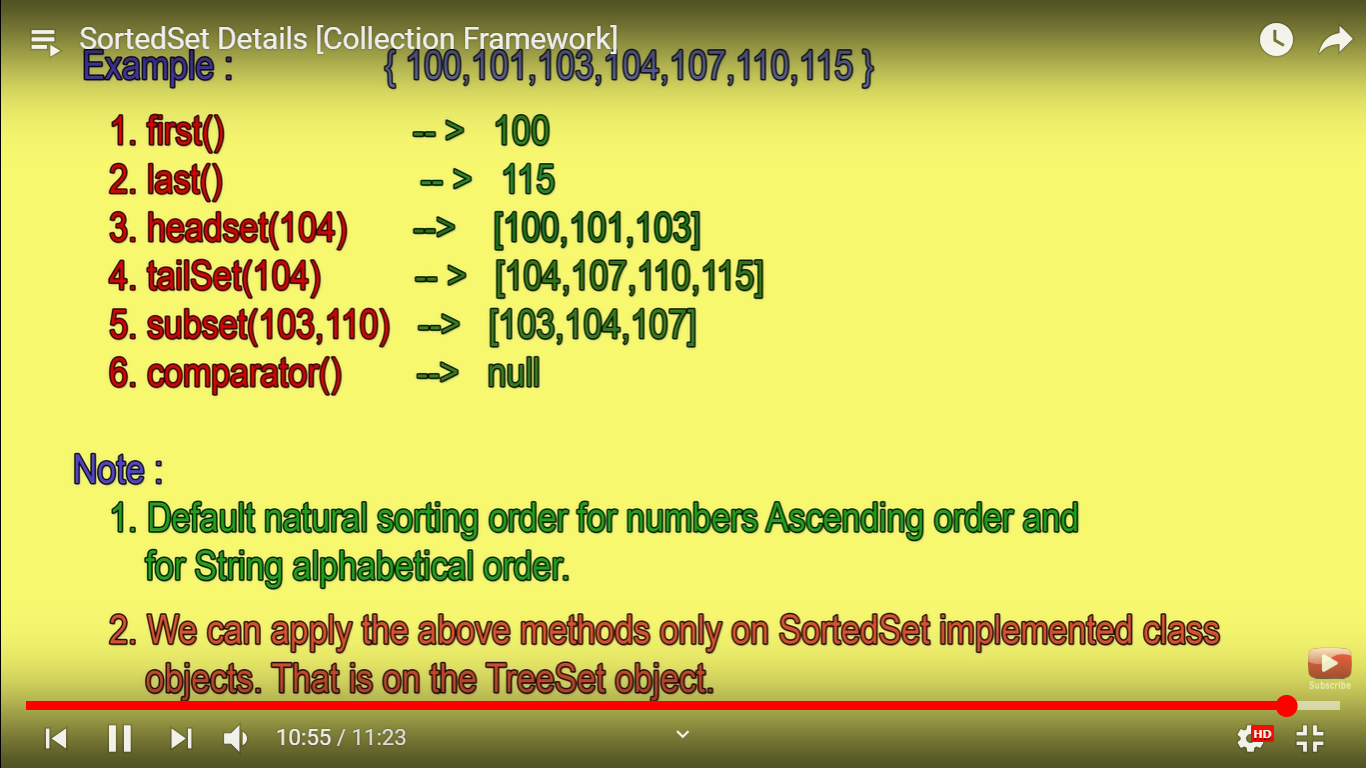 SortedSet Details [Collection Framework]
Example : { 100,101,103,104,107,110,115 }
1. first() -- > 100
2. last() -- > 115
3. headset(104) --> [100,101,103]
4. tailSet(104) -- > [104,107,110,115]
5. subset(103,110) --> [103,104,107]
6. comparator() --> null
Note :
1. Default natural sorting order for numbers Ascending order and
for String alphabetical order.
2. We can apply the above methods only on SortedSet implemented class
objects. That is on the TreeSet object.
Subscribe
10:55 / 11:23
HD